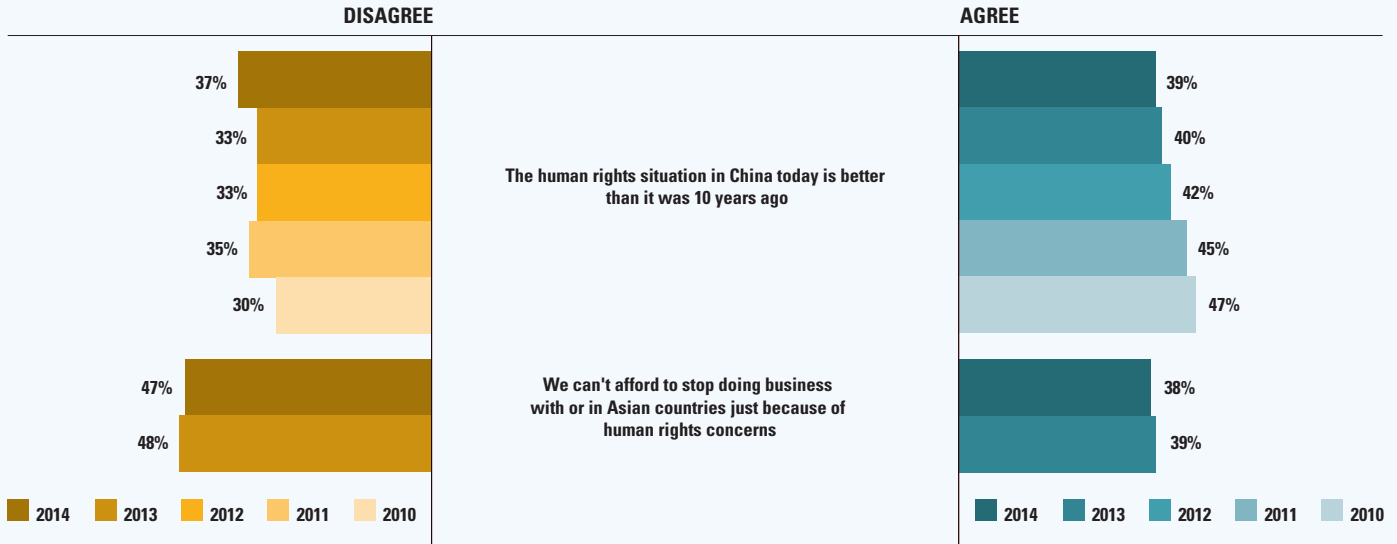 DISAGREE
AGREE
37%
33%
33%
35%
30%
The human rights situation in China today is better
than it was 10 years ago
39%
40%
42%
45%
47%
47%
48%
We can't afford to stop doing business
with or in Asian countries just because of
human rights concerns
38%
39%
2014 2013 2012 2011 2010
2014 2013 2012 2011 2010